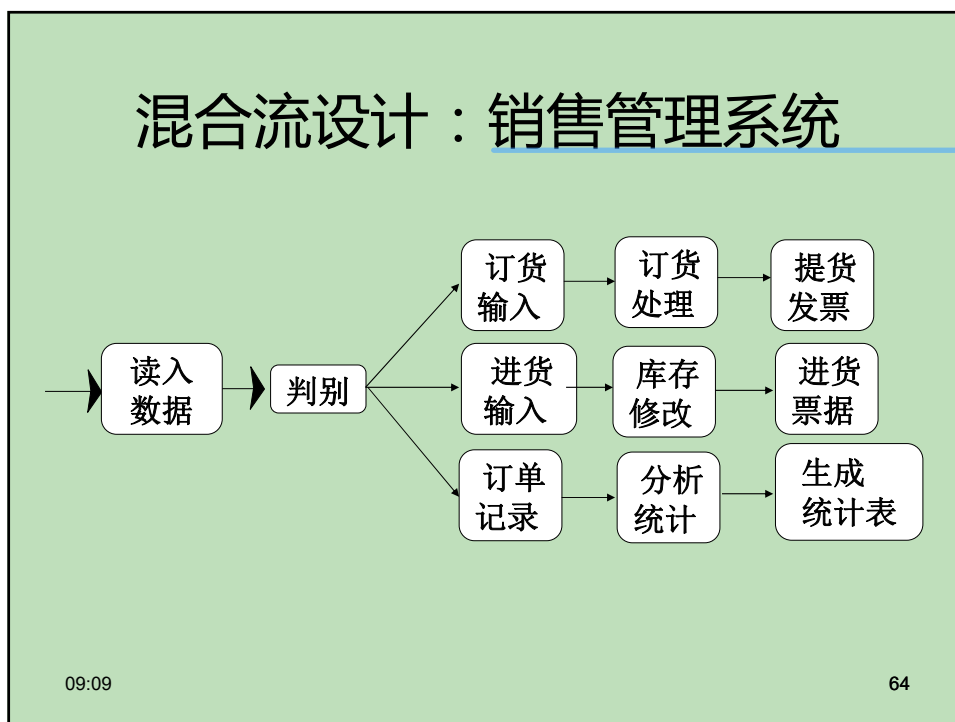 混合流设计：销售管理系统
读入
数据
判别
订货
输入
订货
处理
提货
发票
进货
输入
库存
修改
进货
票据
订单
记录
分析
统计
生成
统计表
09:09
64